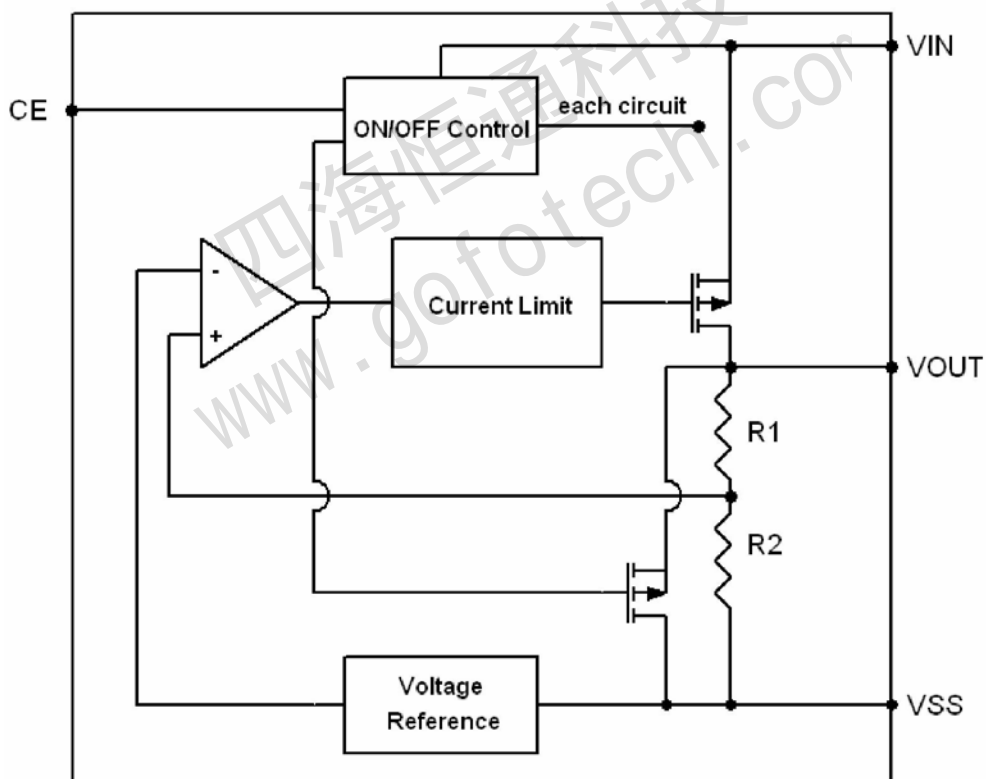 VIN
CE
ON/OFF Control
each circuit
-
+
Current Limit
VOUT
R1
R2
Voltage
Reference
VSS
四海恒通科技
www.gofotech.com